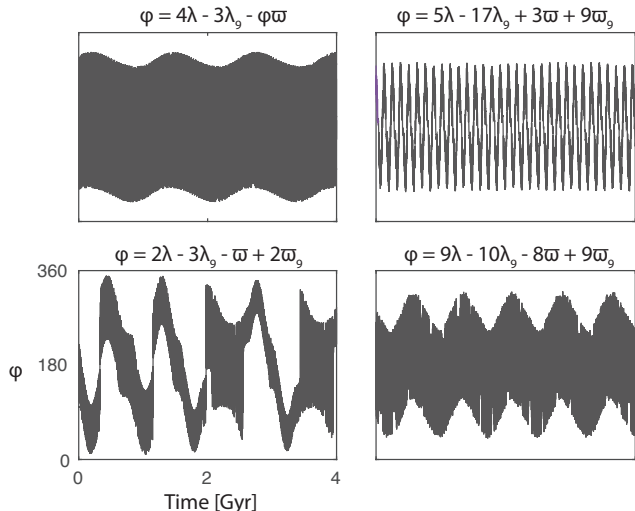 φ = 4λ - 3λ₉ - φϖ
φ = 5λ - 17λ₉ + 3ϖ + 9ϖ₉
φ = 2λ - 3λ₉ - ϖ + 2ϖ₉
φ = 9λ - 10λ₉ - 8ϖ + 9ϖ₉
360
180
0
φ
0 2 4
Time [Gyr]